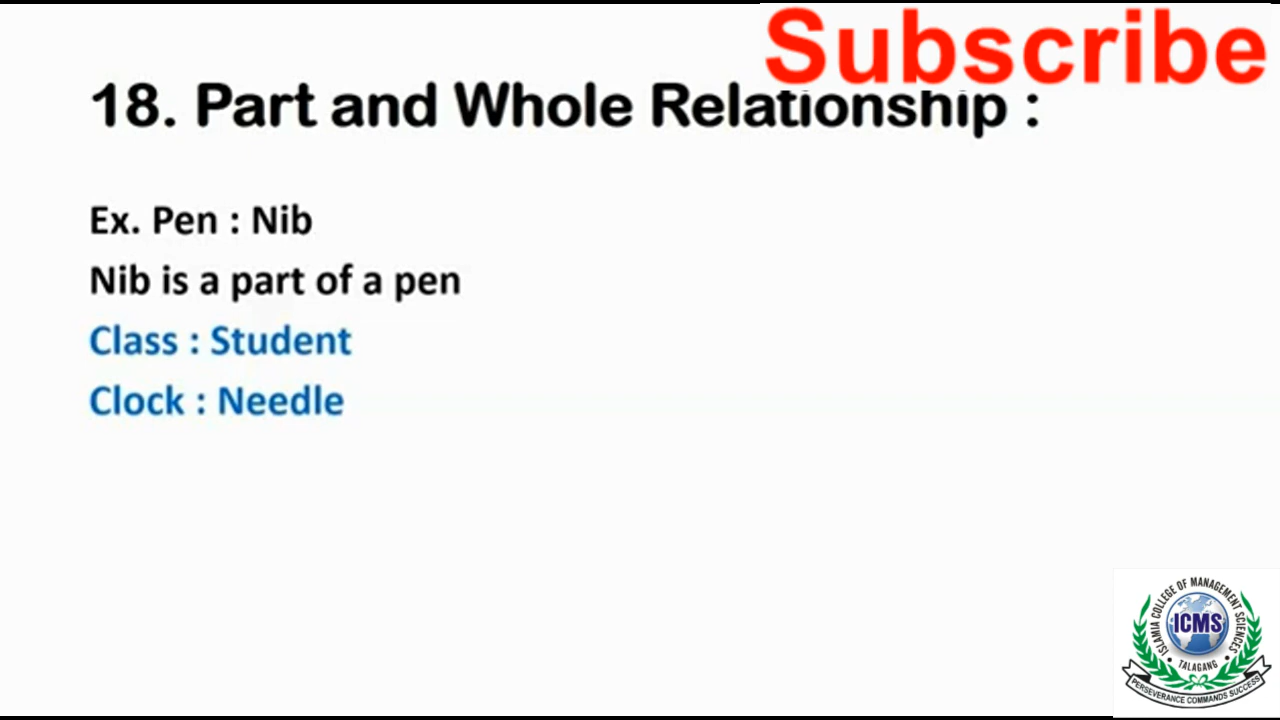 Subscribe
18. Part and Whole Relationship :
Ex. Pen : Nib
Nib is a part of a pen
Class : Student
Clock : Needle
ISLAMIA COLLEGE OF MANAGEMENT SCIENCES
ICMS
• TALAGANG •
PERSEVERANCE COMMANDS SUCCESS